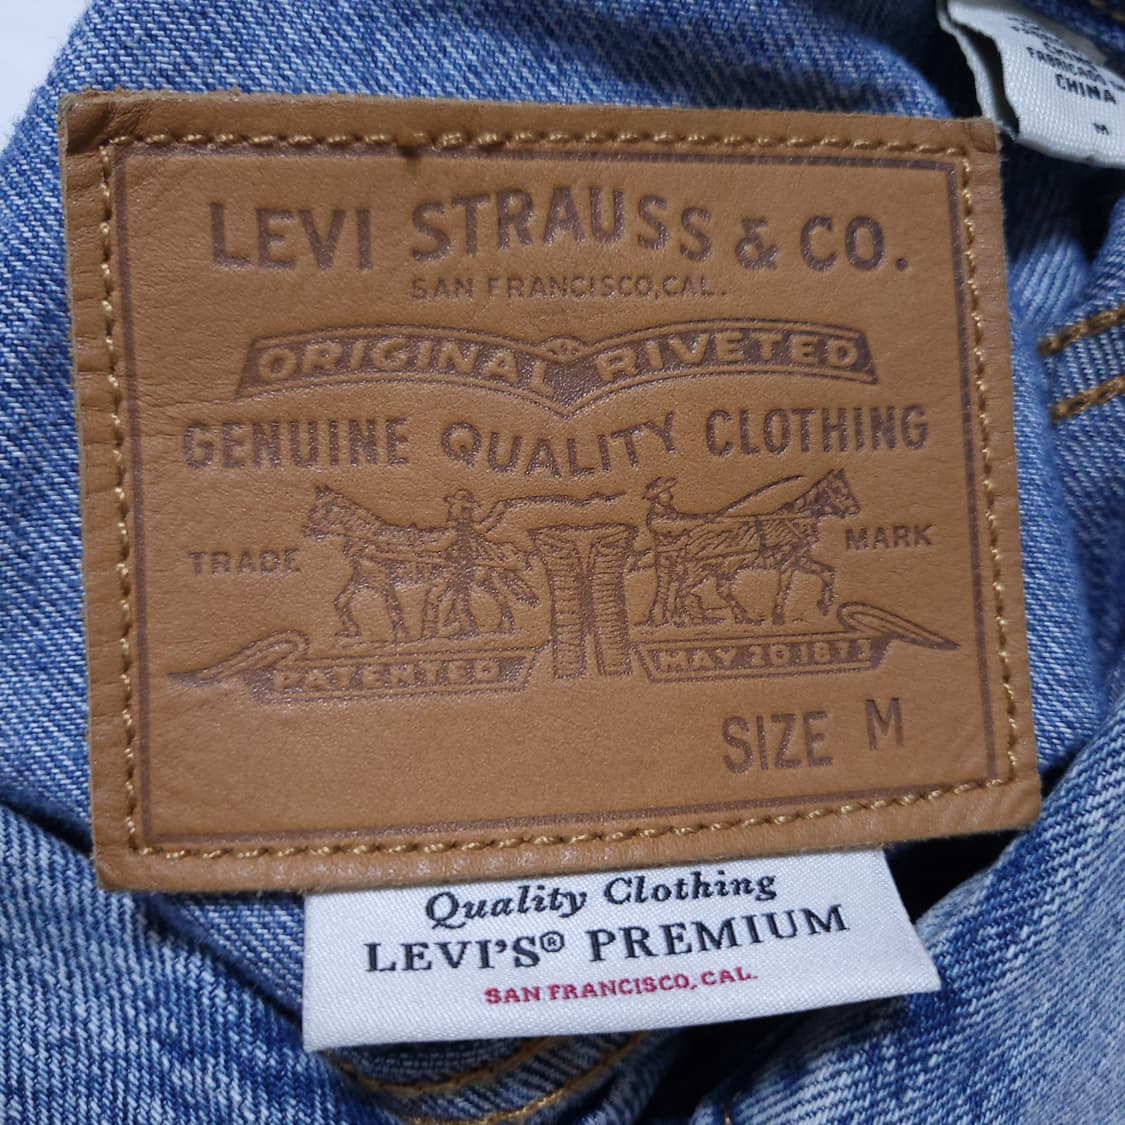 LEVI STRAUSS & CO.
SAN FRANCISCO, CAL.
ORIGINAL RIVETED
GENUINE QUALITY CLOTHING
TRADE MARK
PATENTED MAY 20 1873
SIZE M
Quality Clothing
LEVI'S® PREMIUM
SAN FRANCISCO, CAL.
CHINA
M